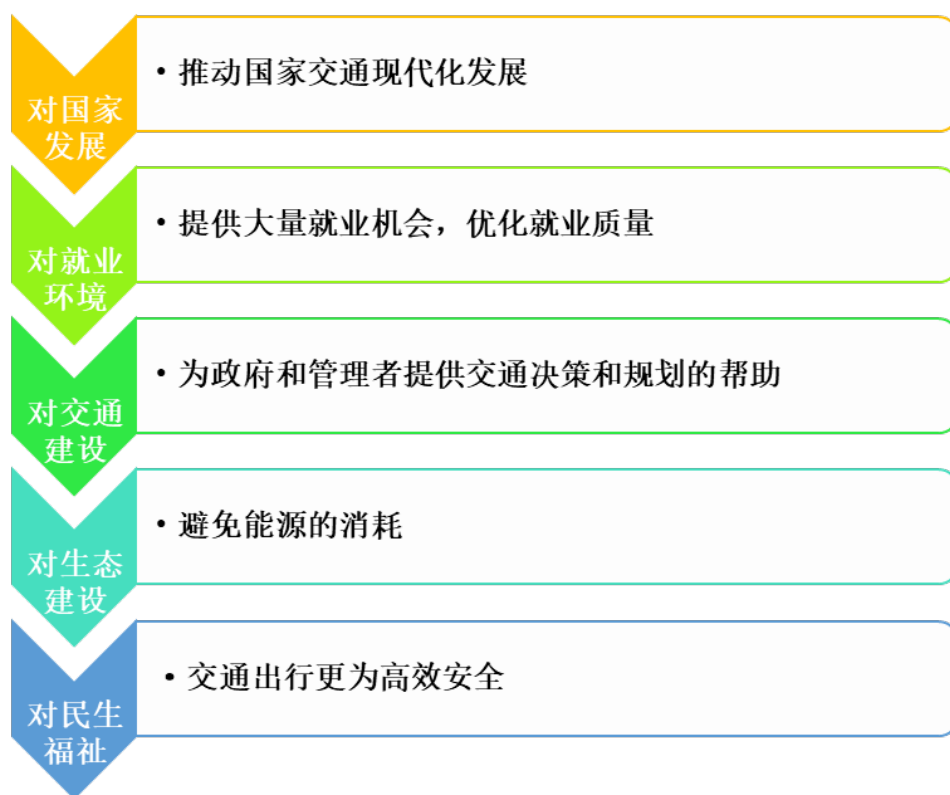 对国家
发展
• 推动国家交通现代化发展
对就业
环境
• 提供大量就业机会，优化就业质量
对交通
建设
• 为政府和管理者提供交通决策和规划的帮助
对生态
建设
• 避免能源的消耗
对民生
福祉
• 交通出行更为高效安全